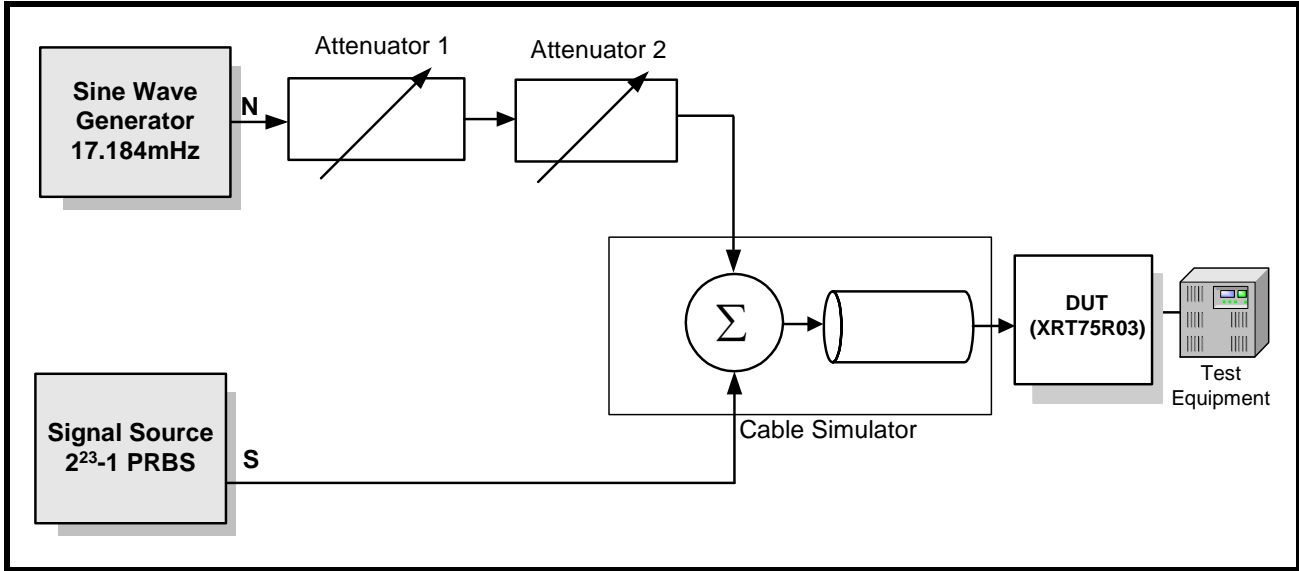 Attenuator 1
Attenuator 2
Sine Wave
Generator
17.184mHz
N
Σ
DUT
(XRT75R03)
Test
Equipment
Cable Simulator
Signal Source
2²³-1 PRBS
S